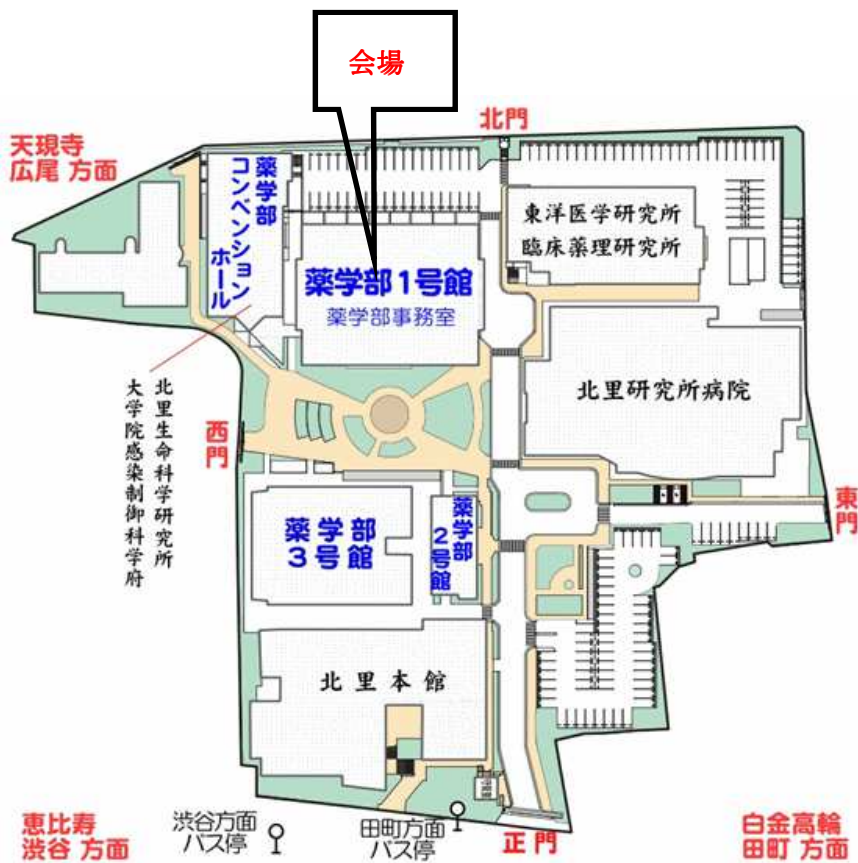 会場
北門
天現寺
広尾 方面
薬学部
コンベンション
ホール
東洋医学研究所
臨床薬理研究所
薬学部1号館
薬学部事務室
北里研究所病院
北里生命科学研究所
大学院感染制御科学府
西門
東門
薬学部
3号館
薬学部
2号館
北里本館
恵比寿
渋谷 方面
渋谷方面
バス停
田町方面
バス停
正門
白金高輪
田町 方面